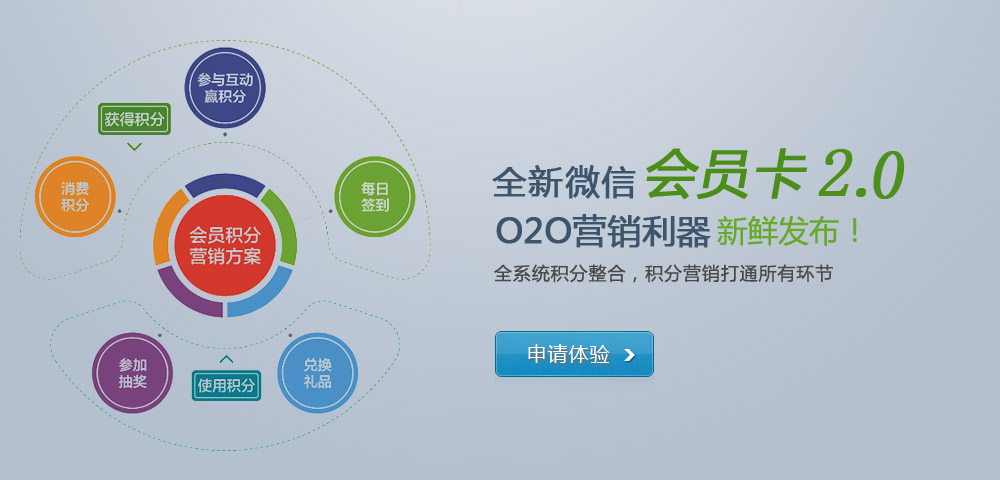 参与互动
赢积分
获得积分
消费
积分
每日
签到
会员积分
营销方案
参加
抽奖
使用积分
兑换
礼品
全新微信 会员卡 2.0
O2O营销利器 新鲜发布！
全系统积分整合，积分营销打通所有环节
申请体验